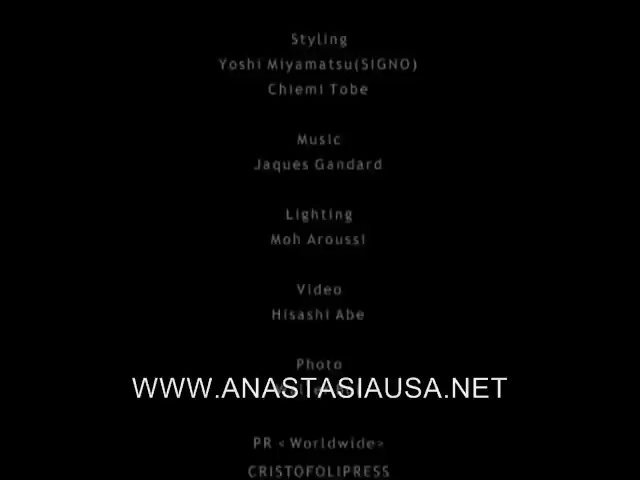 Styling
Yoshi Miyamatsu(SIGNO)
Chiemi Tobe
Music
Jaques Gandard
Lighting
Moh Aroussi
Video
Hisashi Abe
Photo
WWW.ANASTASIAUSA.NET
PR <Worldwide>
CRISTOFOLIPRESS